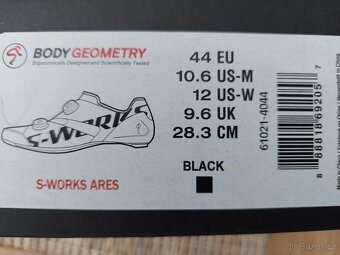 BODY GEOMETRY
Ergonomically Designed and Scientifically Tested
S-WORKS
S-WORKS ARES
44 EU
10.6 US-M
12 US-W
9.6 UK
28.3 CM
BLACK
61021-4044
8 88818 69205 7